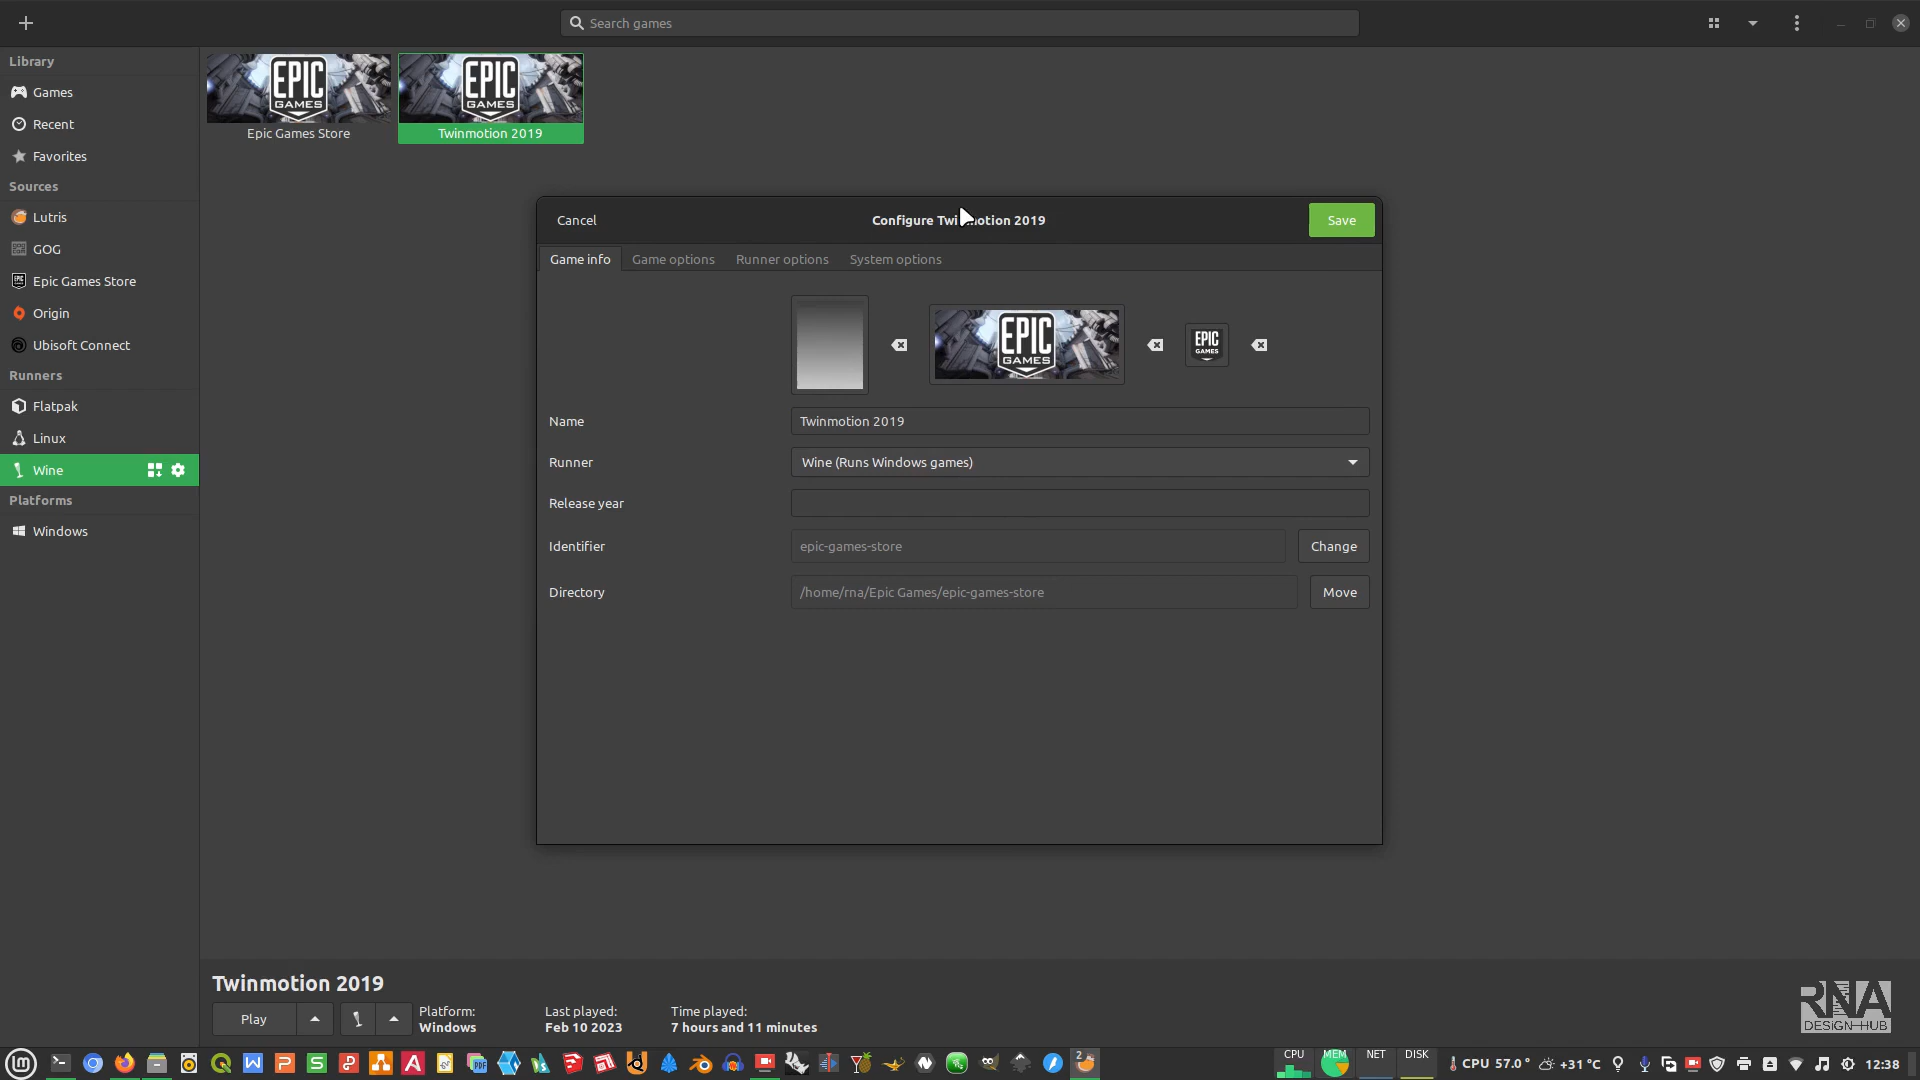 Search games
Library
Games
Recent
Favorites
Sources
Lutris
GOG
Epic Games Store
Origin
Ubisoft Connect
Runners
Flatpak
Linux
Wine
Platforms
Windows
EPIC
GAMES
Epic Games Store
EPIC
GAMES
Twinmotion 2019
Cancel
Configure Twinmotion 2019
Save
Game info
Game options
Runner options
System options
EPIC
GAMES
EPIC
GAMES
Name
Twinmotion 2019
Runner
Wine (Runs Windows games)
Release year
Identifier
epic-games-store
Change
Directory
/home/rna/Epic Games/epic-games-store
Move
Twinmotion 2019
Play
Platform:
Windows
Last played:
Feb 10 2023
Time played:
7 hours and 11 minutes
RNA
DESIGN-HUB
CPU
MEM
NET
DISK
CPU 57.0°
+31°C
12:38